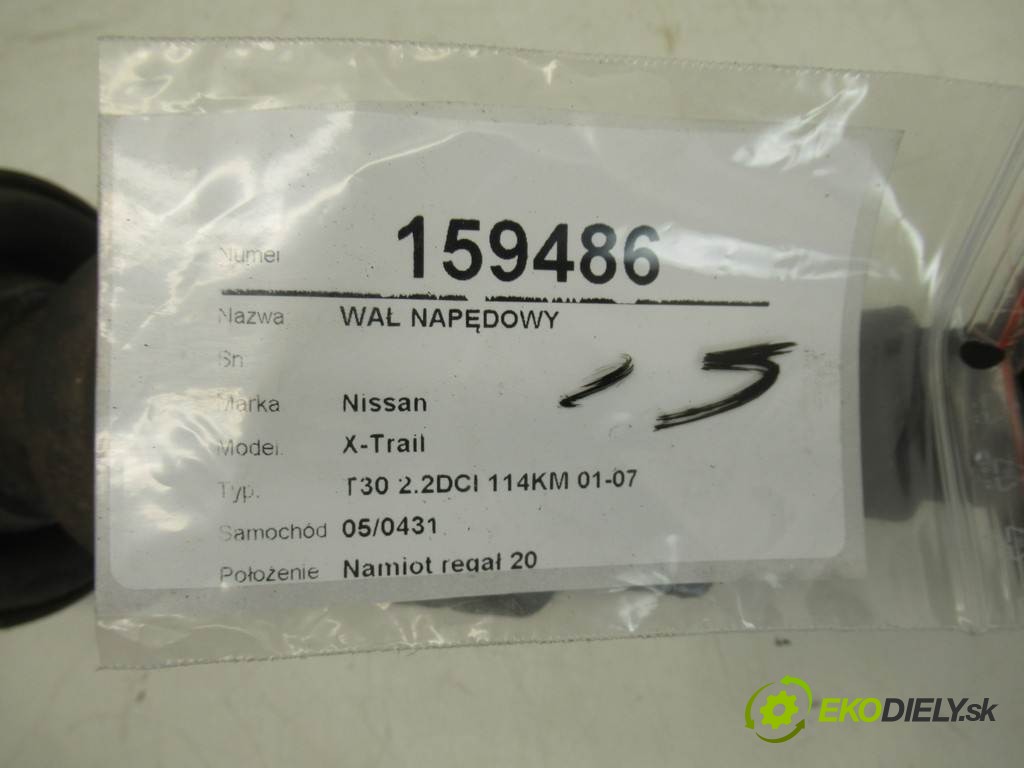 Numer 159486
Nazwa WAŁ NAPĘDOWY
Sn
Marka Nissan
Model. X-Trail
Typ. T30 2.2DCI 114KM 01-07
Samochód 05/0431
Położenie Namiot regał 20
EKODIELY.sk